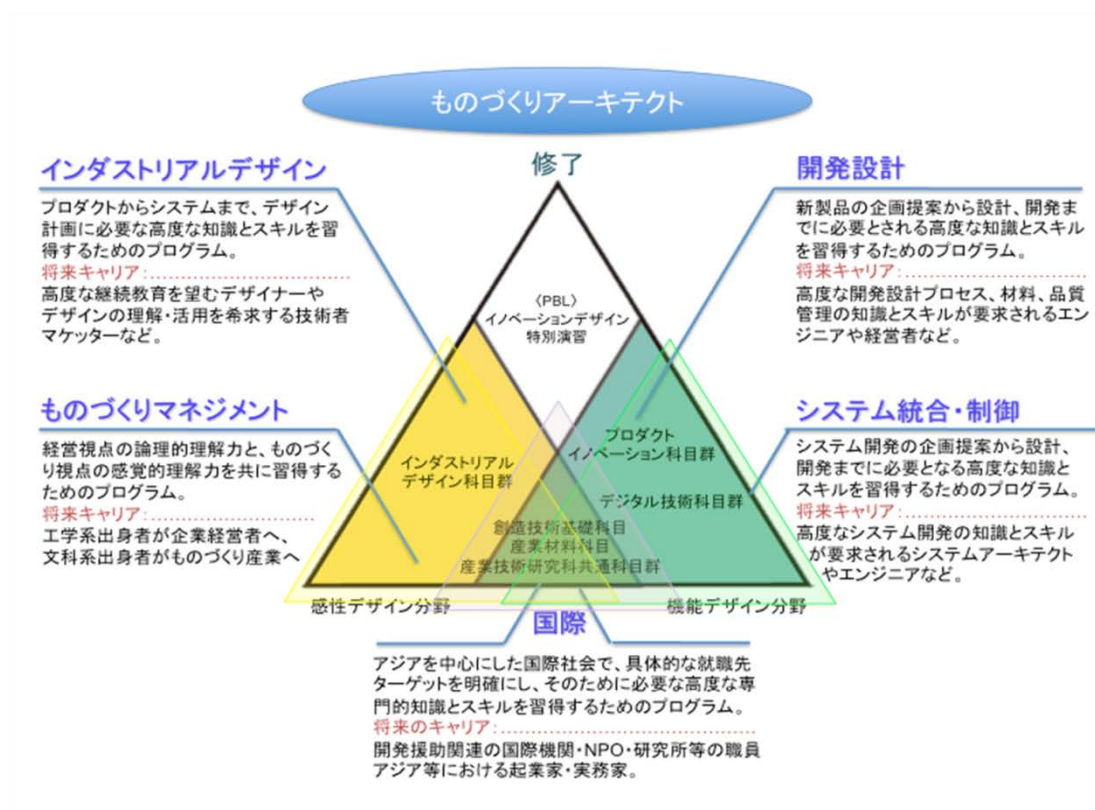 ものづくりアーキテクト
修了
インダストリアルデザイン
プロダクトからシステムまで、デザイン
計画に必要な高度な知識とスキルを習
得するためのプログラム。
将来キャリア:
高度な継続教育を望むデザイナーや
デザインの理解・活用を希求する技術者
マケッターなど。
開発設計
新製品の企画提案から設計、開発ま
でに必要とされる高度な知識とスキル
を習得するためのプログラム。
将来キャリア:
高度な開発設計プロセス、材料、品質
管理の知識とスキルが要求されるエン
ジニアや経営者など。
〈PBL〉
イノベーションデザイン
特別演習
ものづくりマネジメント
経営視点の論理的理解力と、ものづく
り視点の感覚的理解力を共に習得する
ためのプログラム。
将来キャリア:
工学系出身者が企業経営者へ、
文科系出身者がものづくり産業へ
インダストリアル
デザイン科目群
プロダクト
イノベーション科目群
デジタル技術科目群
創造技術基礎科目
産業材料科目
産業技術研究科共通科目群
システム統合・制御
システム開発の企画提案から設計、
開発までに必要となる高度な知識と
スキルを習得するためのプログラム。
将来キャリア:
高度なシステム開発の知識とスキル
が要求されるシステムアーキテクト
やエンジニアなど。
感性デザイン分野
機能デザイン分野
国際
アジアを中心にした国際社会で、具体的な就職先
ターゲットを明確にし、そのために必要な高度な専
門的知識とスキルを習得するためのプログラム。
将来のキャリア:
開発援助関連の国際機関・NPO・研究所等の職員
アジア等における起業家・実務家。